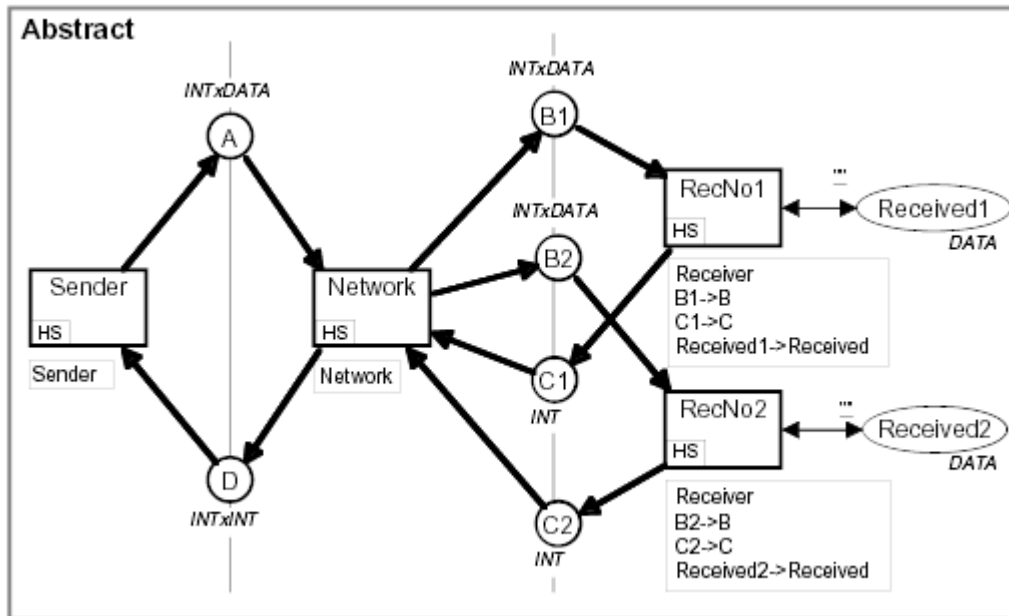 Abstract
INTxDATA
A
INTxDATA
B1
RecNo1
HS
""
Received1
DATA
INTxDATA
B2
Sender
HS
Sender
Network
HS
Network
Receiver
B1->B
C1->C
Received1->Received
C1
INT
RecNo2
HS
""
Received2
DATA
D
INTxINT
C2
INT
Receiver
B2->B
C2->C
Received2->Received